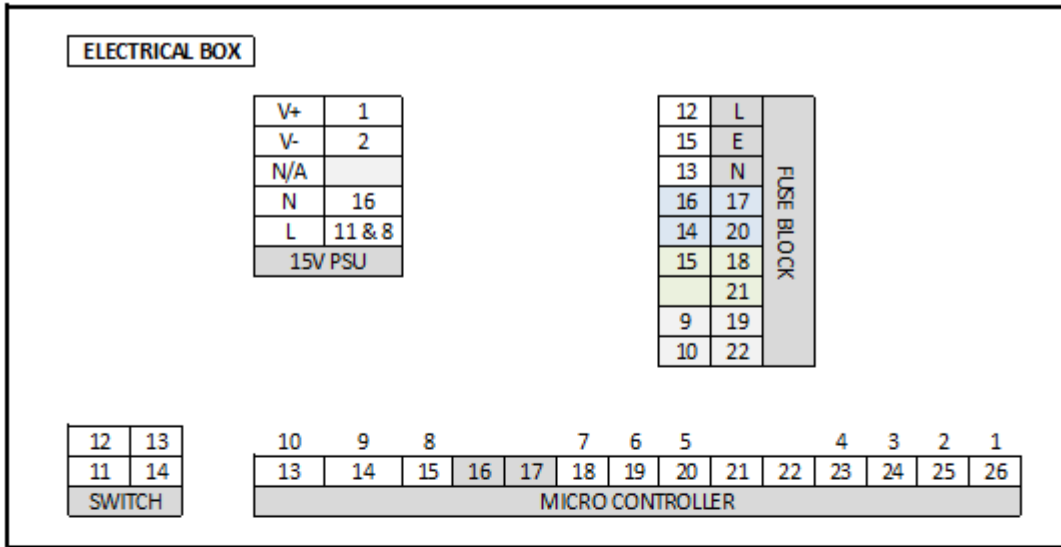 ELECTRICAL BOX
V+ 1
V- 2
N/A
N 16
L 11 & 8
15V PSU
12 L
15 E
13 N
16 17
14 20
15 18
21
9 19
10 22
FUSE BLOCK
12 13
11 14
SWITCH
10 9 8 7 6 5 4 3 2 1
13 14 15 16 17 18 19 20 21 22 23 24 25 26
MICRO CONTROLLER